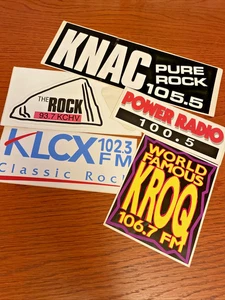 KNAC
PURE
ROCK
105.5
THE
ROCK
93.7 KCHV
POWER RADIO
100.5
KLCX 102.3
FM
Classic Rock
WORLD
FAMOUS
KROQ
106.7 FM